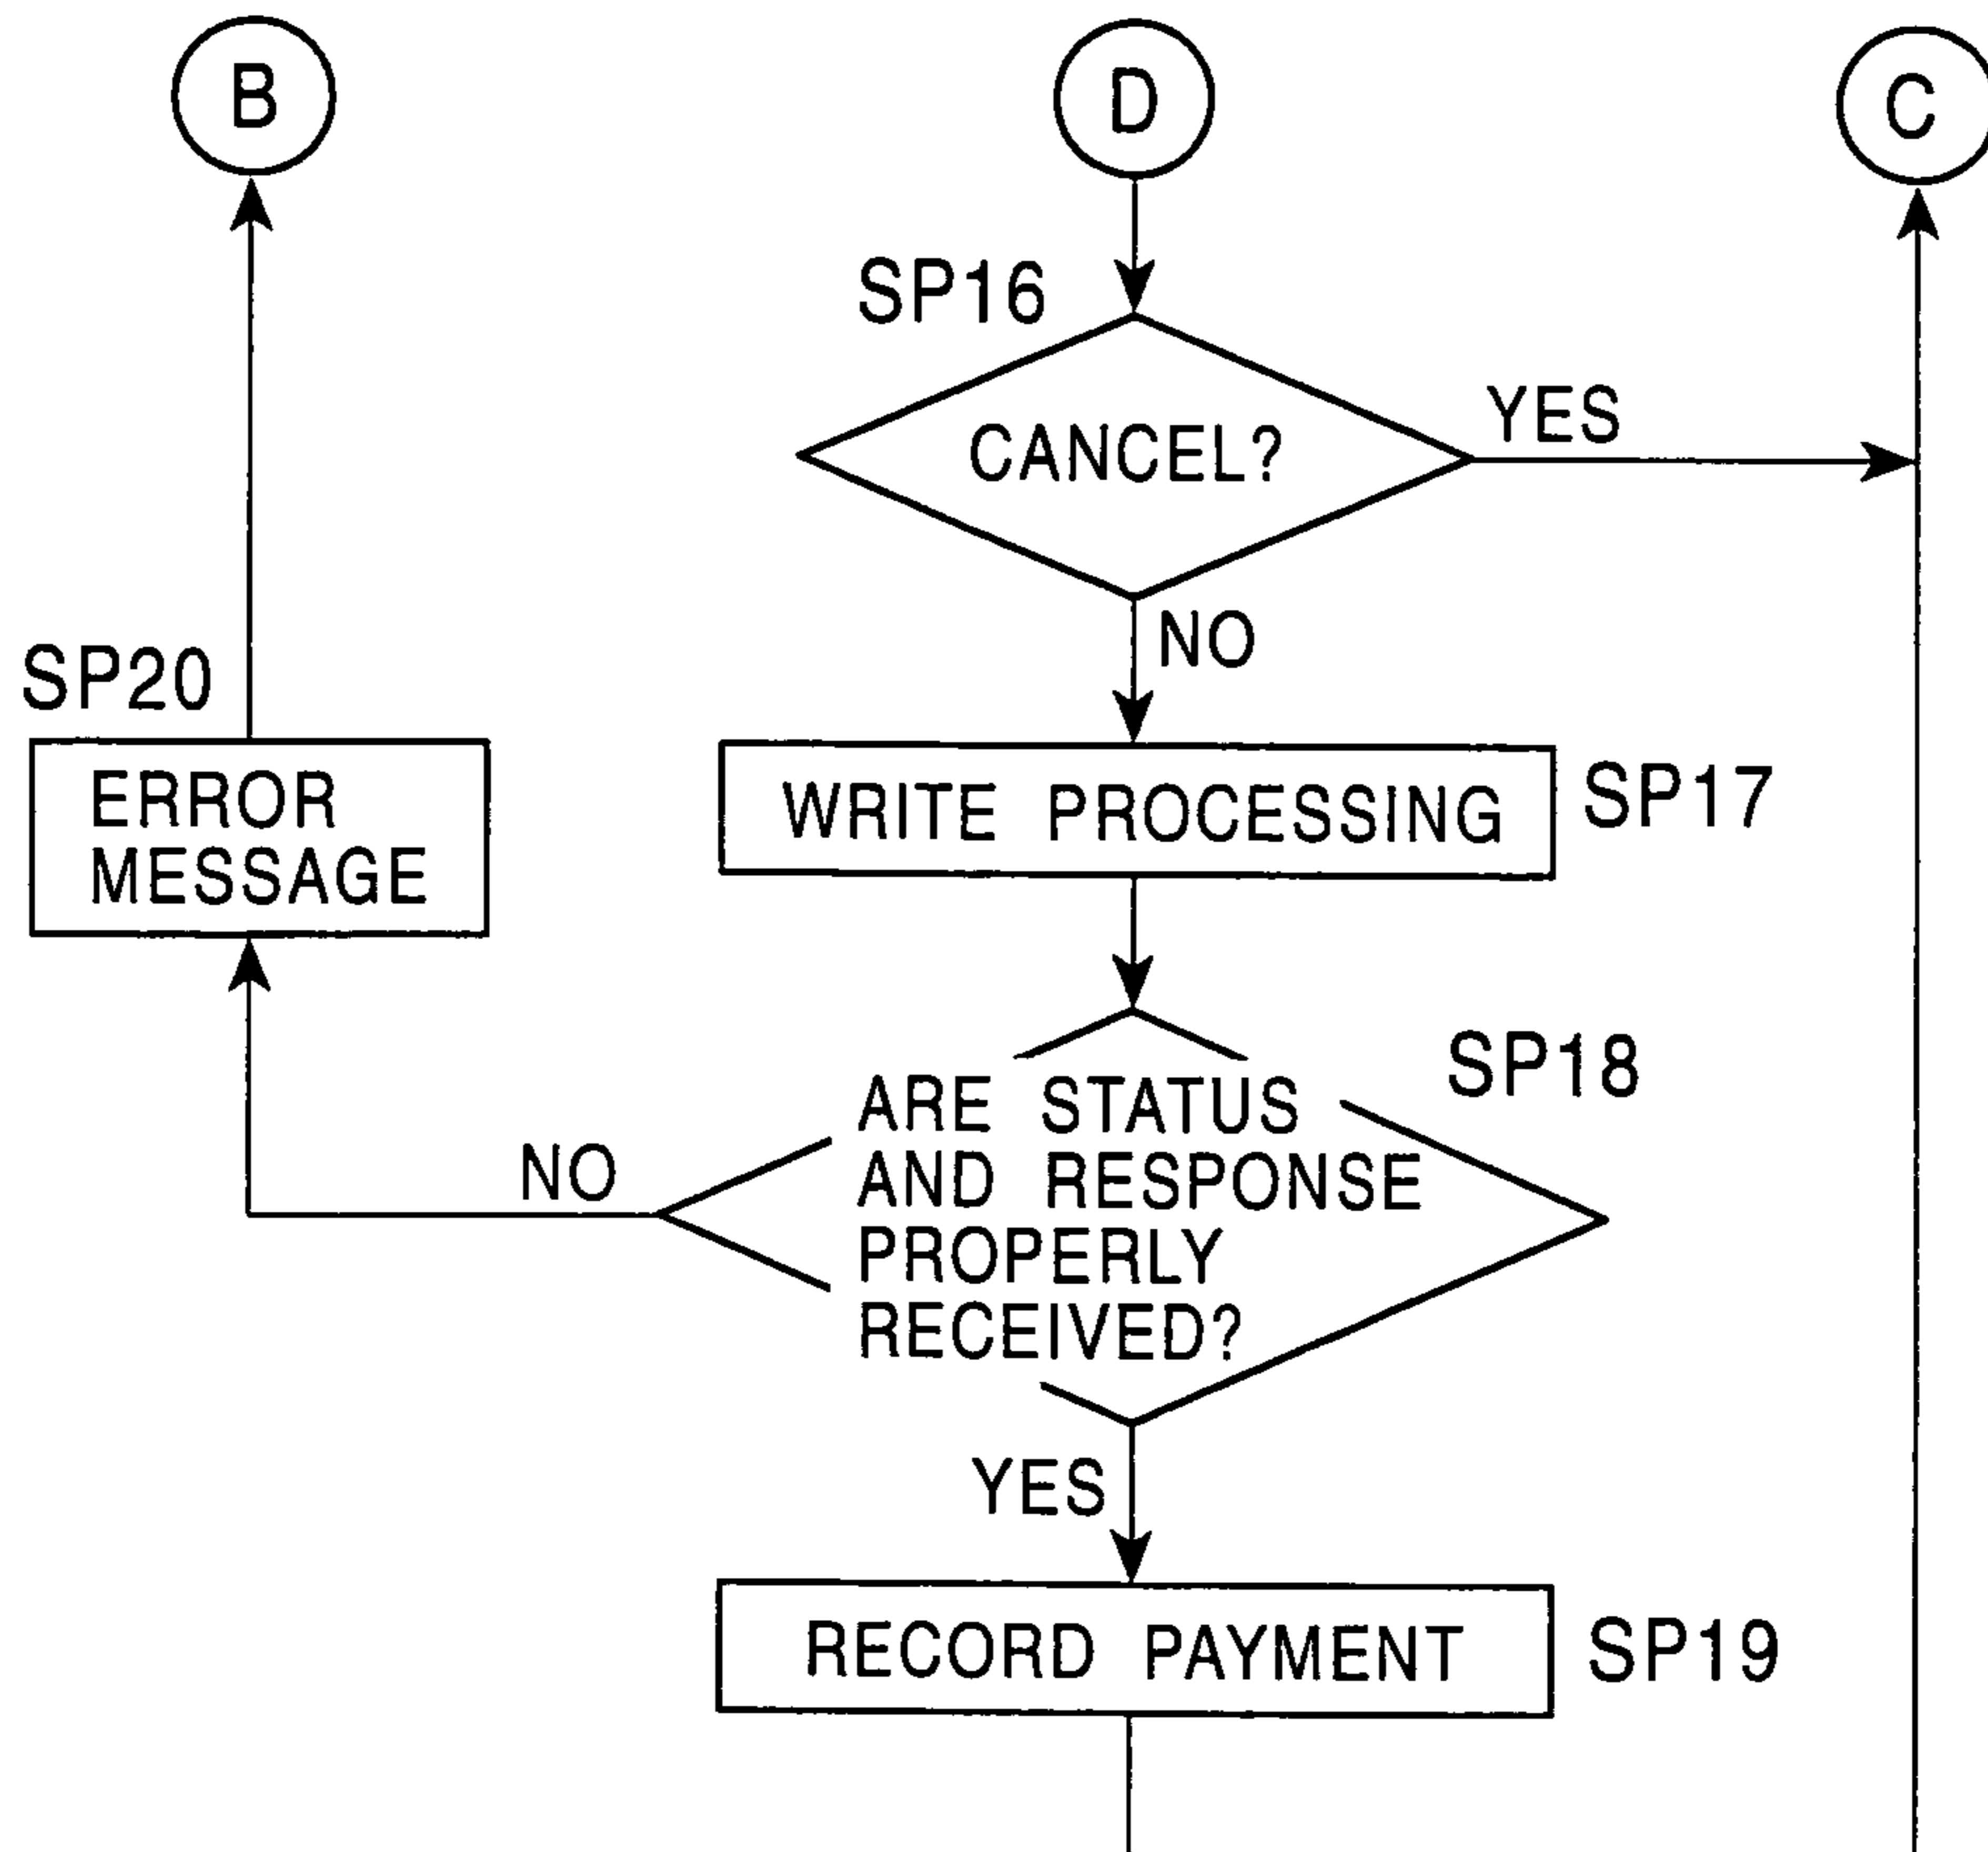 B
D
C
SP16
CANCEL?
YES
NO
SP20
ERROR
MESSAGE
WRITE PROCESSING
SP17
SP18
ARE STATUS
AND RESPONSE
PROPERLY
RECEIVED?
NO
YES
RECORD PAYMENT
SP19